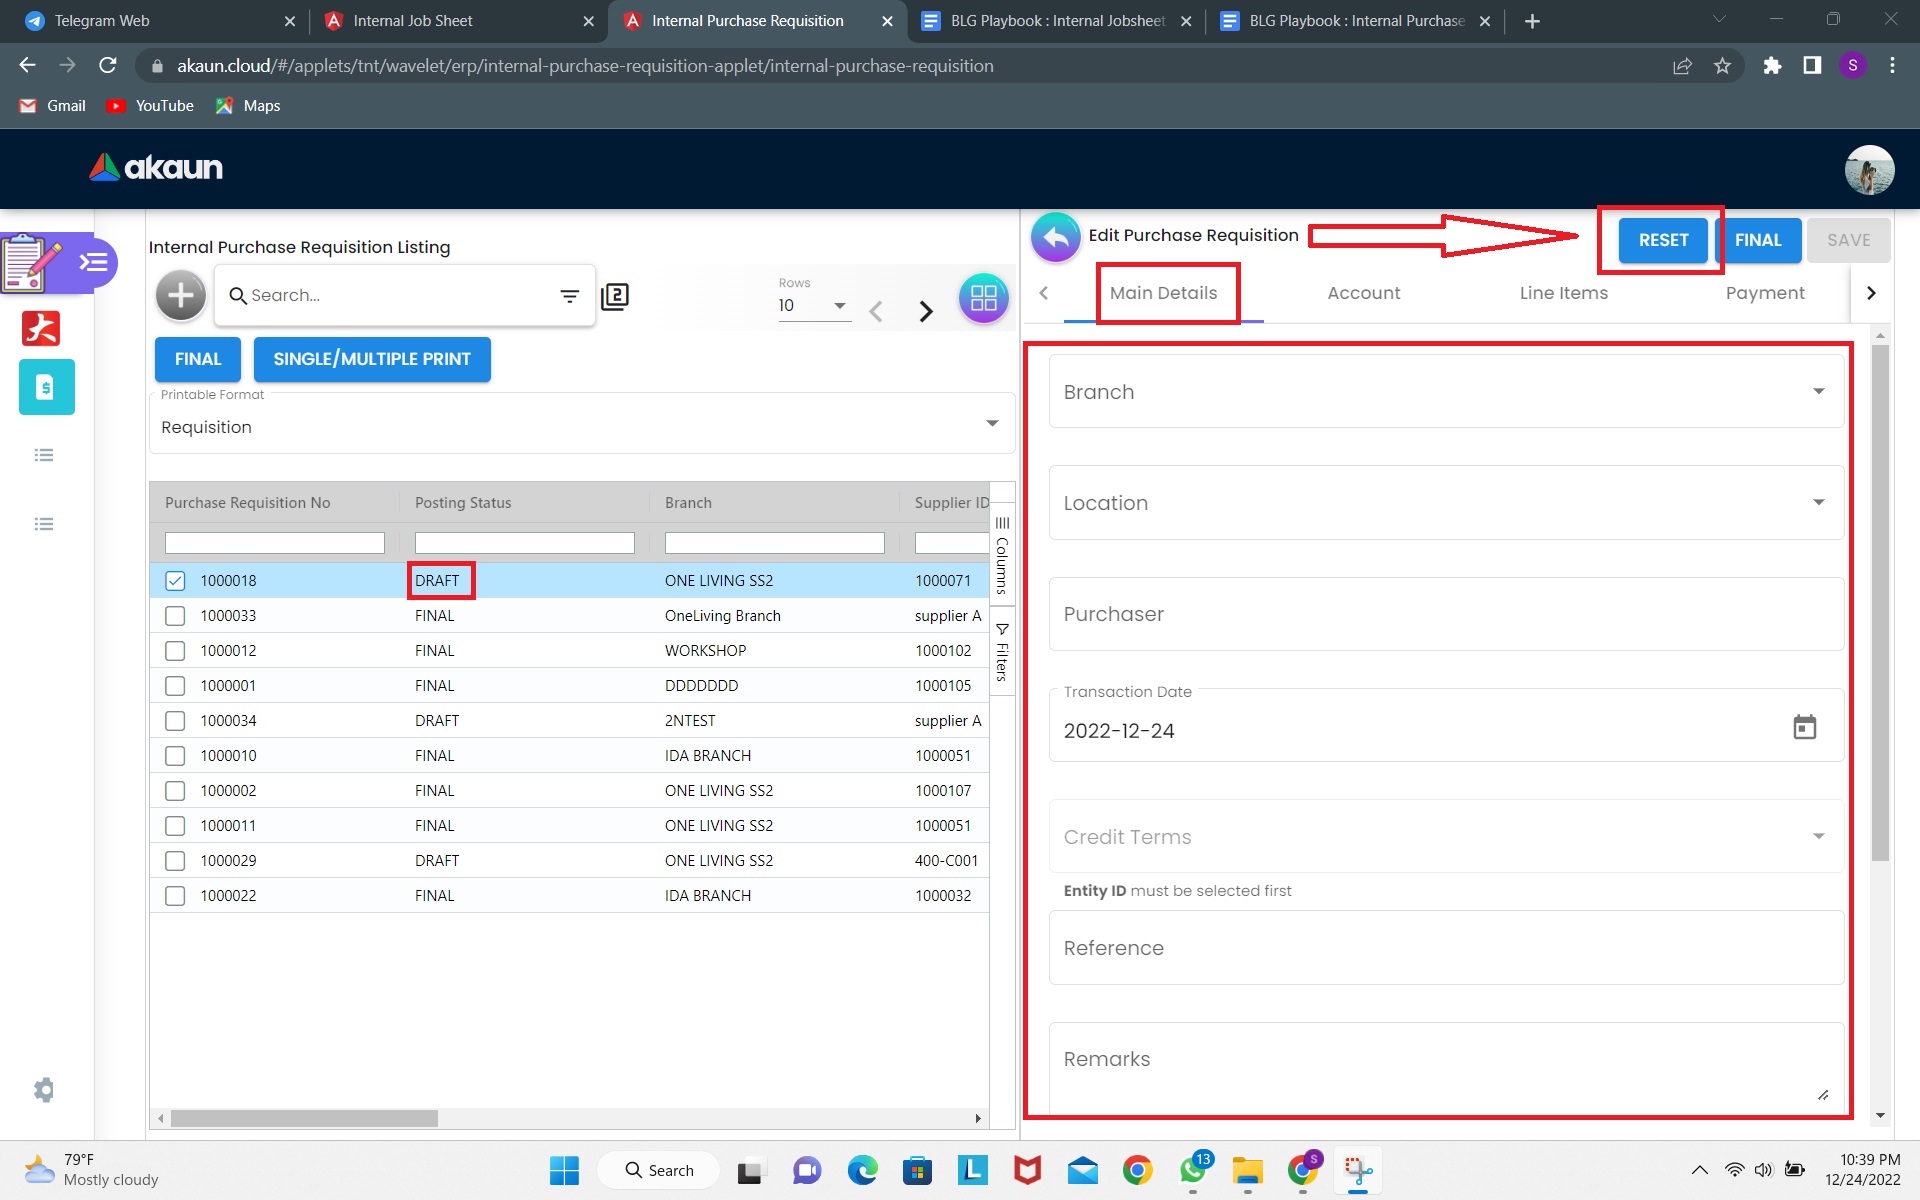 Telegram Web
Internal Job Sheet
Internal Purchase Requisition
BLG Playbook : Internal Jobsheet
BLG Playbook : Internal Purchase
akaun.cloud/#/applets/tnt/wavelet/erp/internal-purchase-requisition-applet/internal-purchase-requisition
S
Gmail
YouTube
Maps
akaun
Internal Purchase Requisition Listing
Search...
2
Rows
10
FINAL
SINGLE/MULTIPLE PRINT
Printable Format
Requisition
Purchase Requisition No Posting Status Branch Supplier ID
1000018 DRAFT ONE LIVING SS2 1000071
1000033 FINAL OneLiving Branch supplier A
1000012 FINAL WORKSHOP 1000102
1000001 FINAL DDDDDDD 1000105
1000034 DRAFT 2NTEST supplier A
1000010 FINAL IDA BRANCH 1000051
1000002 FINAL ONE LIVING SS2 1000107
1000011 FINAL ONE LIVING SS2 1000051
1000029 DRAFT ONE LIVING SS2 400-C001
1000022 FINAL IDA BRANCH 1000032
Columns
Filters
Edit Purchase Requisition
RESET
FINAL
SAVE
Main Details
Account
Line Items
Payment
Branch
Location
Purchaser
Transaction Date
2022-12-24
Credit Terms
Entity ID must be selected first
Reference
Remarks
79°F
Mostly cloudy
Search
L
13
S
10:39 PM
12/24/2022